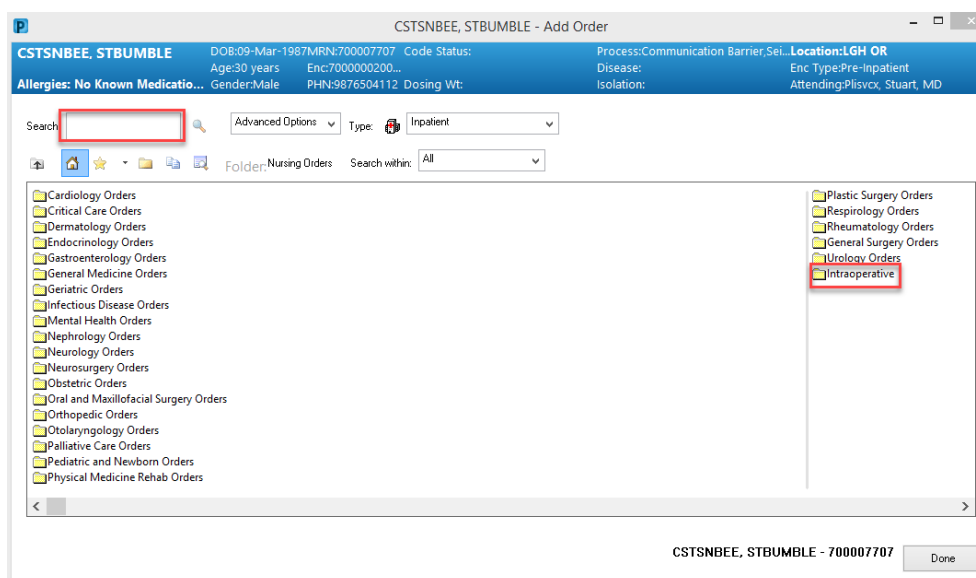 P
CSTSNBEE, STBUMBLE - Add Order
CSTSNBEE, STBUMBLE DOB:09-Mar-1987 MRN:700007707 Code Status: Process:Communication Barrier,Sei... Location:LGH OR
Age:30 years Enc:7000000200... Disease: Enc Type:Pre-Inpatient
Allergies: No Known Medicatio... Gender:Male PHN:9876504112 Dosing Wt: Isolation: Attending:Plisvcx, Stuart, MD
Search Advanced Options Type: Inpatient
Folder: Nursing Orders Search within: All
Cardiology Orders
Critical Care Orders
Dermatology Orders
Endocrinology Orders
Gastroenterology Orders
General Medicine Orders
Geriatric Orders
Infectious Disease Orders
Mental Health Orders
Nephrology Orders
Neurology Orders
Neurosurgery Orders
Obstetric Orders
Oral and Maxillofacial Surgery Orders
Orthopedic Orders
Otolaryngology Orders
Palliative Care Orders
Pediatric and Newborn Orders
Physical Medicine Rehab Orders
Plastic Surgery Orders
Respirology Orders
Rheumatology Orders
General Surgery Orders
Urology Orders
Intraoperative
CSTSNBEE, STBUMBLE - 700007707
Done